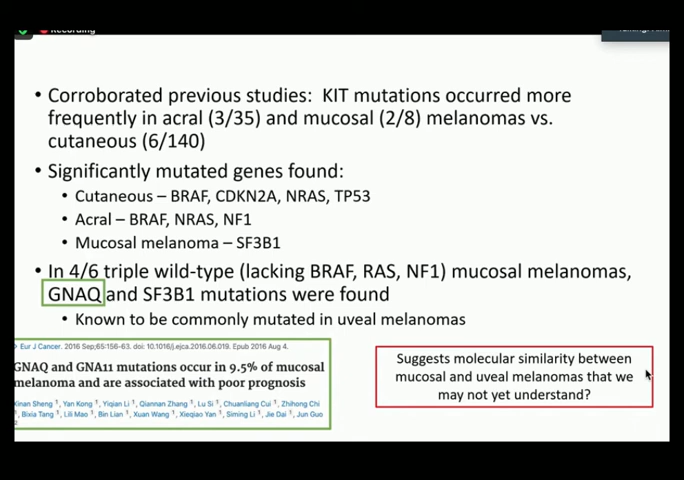 Recording
• Corroborated previous studies: KIT mutations occurred more
frequently in acral (3/35) and mucosal (2/8) melanomas vs.
cutaneous (6/140)
• Significantly mutated genes found:
• Cutaneous – BRAF, CDKN2A, NRAS, TP53
• Acral – BRAF, NRAS, NF1
• Mucosal melanoma – SF3B1
• In 4/6 triple wild-type (lacking BRAF, RAS, NF1) mucosal melanomas,
GNAQ and SF3B1 mutations were found
• Known to be commonly mutated in uveal melanomas
> Eur J Cancer. 2016 Sep;65:156-63. doi: 10.1016/j.ejca.2016.06.019. Epub 2016 Aug 4.
GNAQ and GNA11 mutations occur in 9.5% of mucosal
melanoma and are associated with poor prognosis
Xinan Sheng 1, Yan Kong 1, Yiqian Li 1, Qiannan Zhang 1, Lu Si 1, Chuanliang Cui 1, Zhihong Chi
1, Bixia Tang 1, Lili Mao 1, Bin Lian 1, Xuan Wang 1, Xieqiao Yan 1, Siming Li 1, Jie Dai 1, Jun Guo
2
Suggests molecular similarity between
mucosal and uveal melanomas that we
may not yet understand?